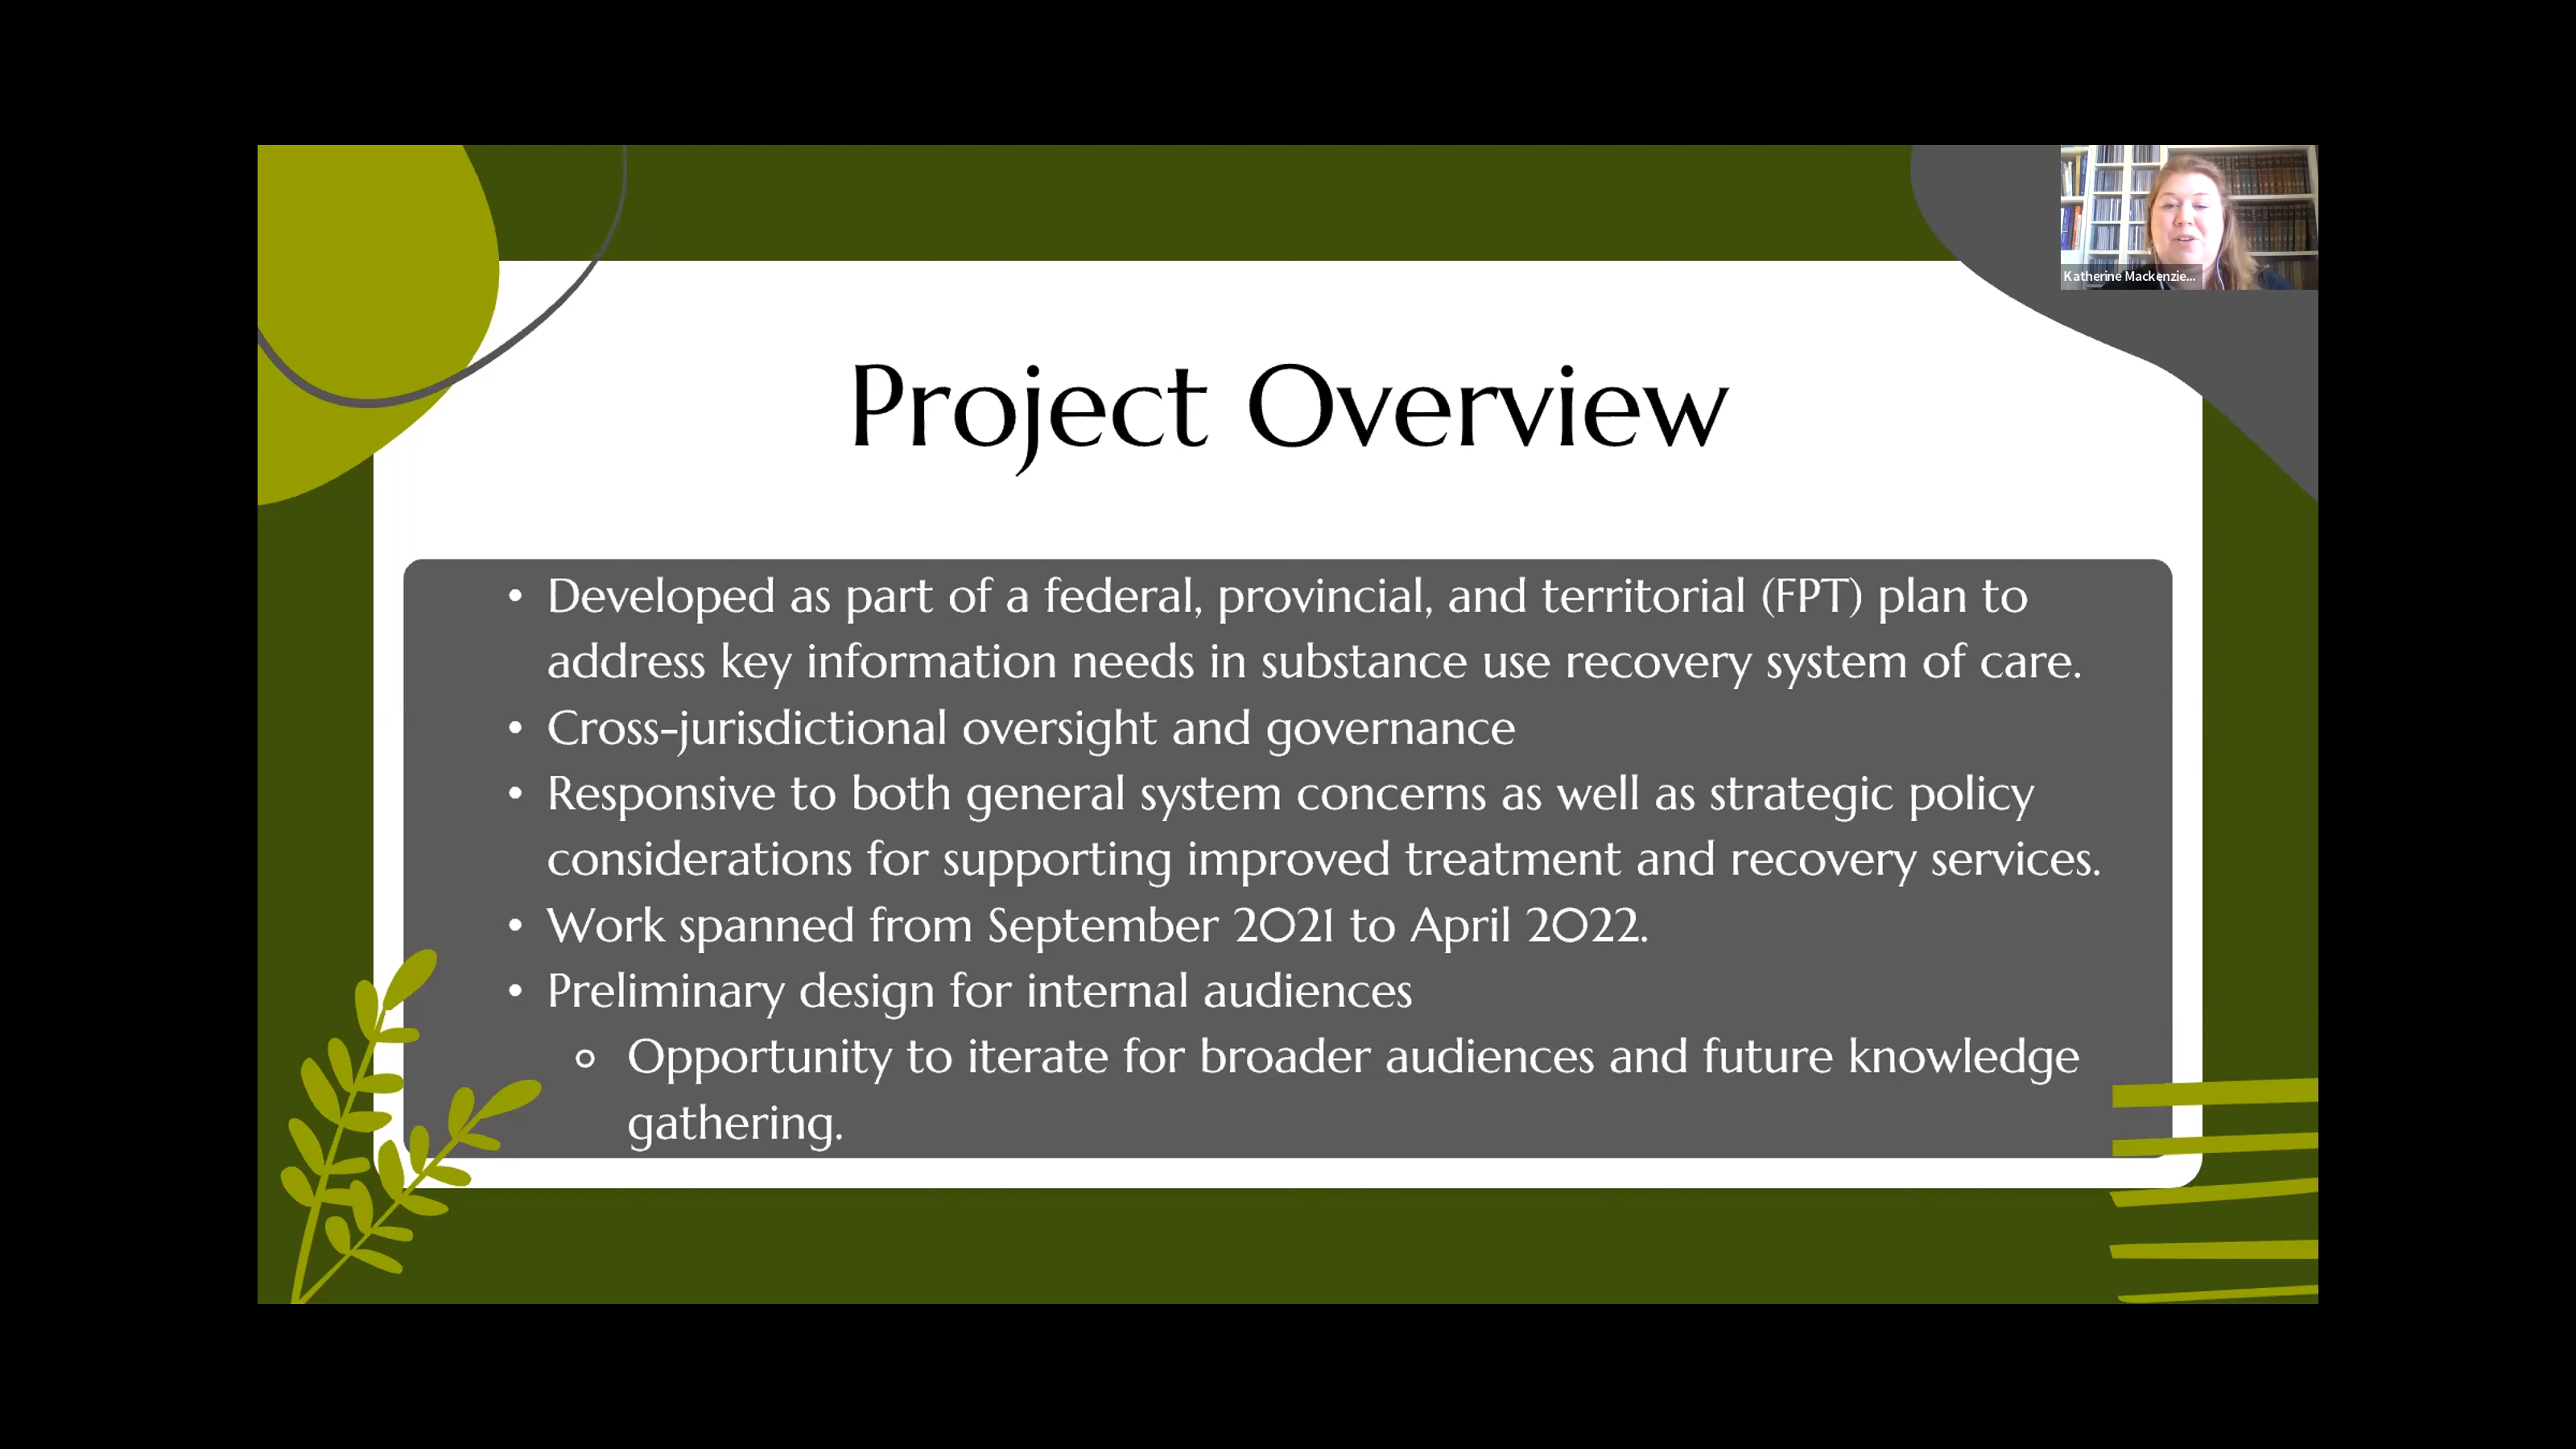 Katherine Mackenzie...
Project Overview
• Developed as part of a federal, provincial, and territorial (FPT) plan to
address key information needs in substance use recovery system of care.
• Cross-jurisdictional oversight and governance
• Responsive to both general system concerns as well as strategic policy
considerations for supporting improved treatment and recovery services.
• Work spanned from September 2021 to April 2022.
• Preliminary design for internal audiences
◦ Opportunity to iterate for broader audiences and future knowledge
gathering.